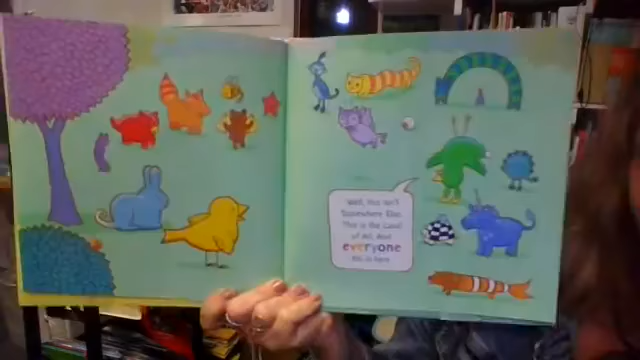 Well, this isn't
Somewhere Else.
This is the Land
of All. And
everyone
fits in here.